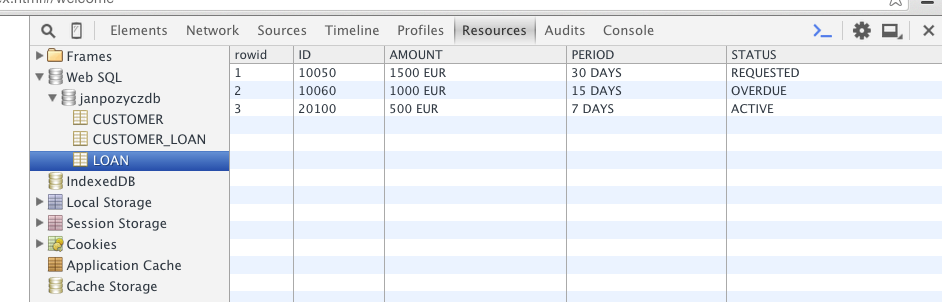 ex.html#/welcome
Elements Network Sources Timeline Profiles Resources Audits Console
Frames
Web SQL
janpozyczdb
CUSTOMER
CUSTOMER_LOAN
LOAN
IndexedDB
Local Storage
Session Storage
Cookies
Application Cache
Cache Storage
rowid ID AMOUNT PERIOD STATUS
1 10050 1500 EUR 30 DAYS REQUESTED
2 10060 1000 EUR 15 DAYS OVERDUE
3 20100 500 EUR 7 DAYS ACTIVE